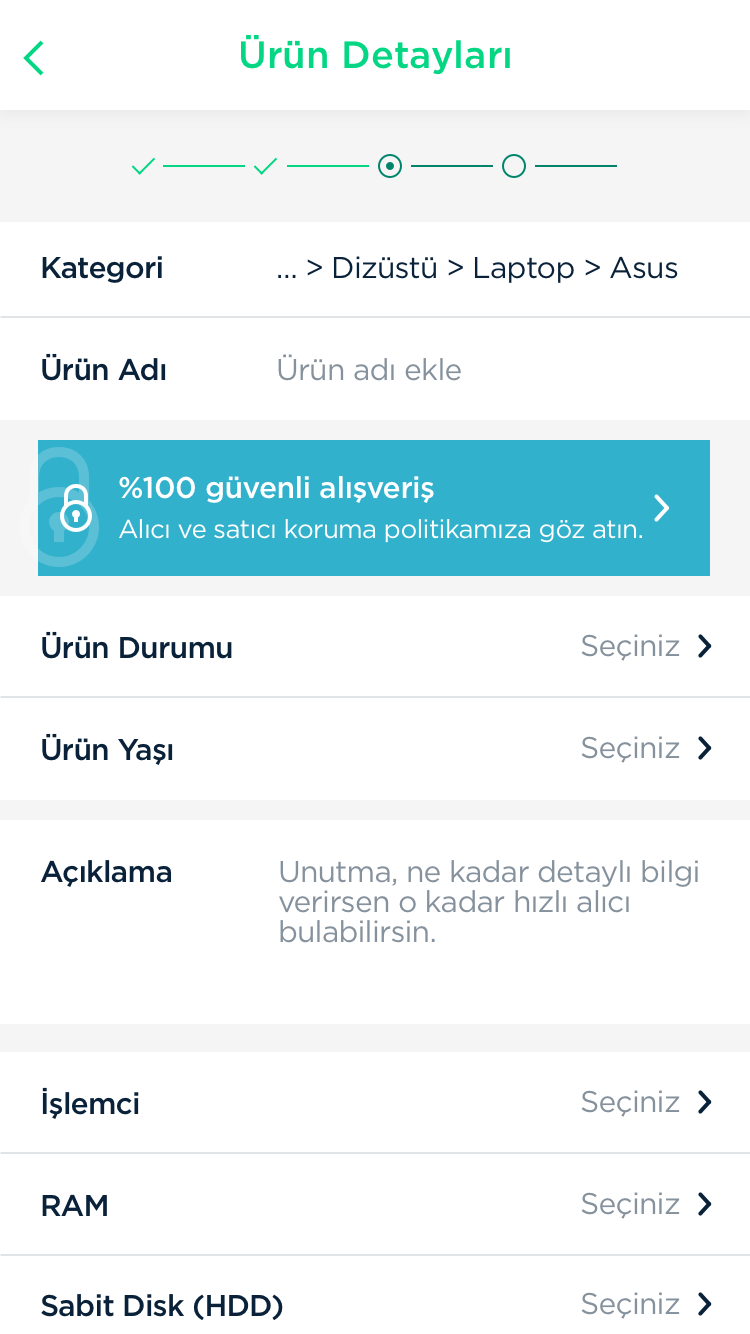 Ürün Detayları
Kategori ... > Dizüstü > Laptop > Asus
Ürün Adı Ürün adı ekle
%100 güvenli alışveriş
Alıcı ve satıcı koruma politikamıza göz atın.
Ürün Durumu Seçiniz
Ürün Yaşı Seçiniz
Açıklama Unutma, ne kadar detaylı bilgi
verirsen o kadar hızlı alıcı
bulabilirsin.
İşlemci Seçiniz
RAM Seçiniz
Sabit Disk (HDD) Seçiniz